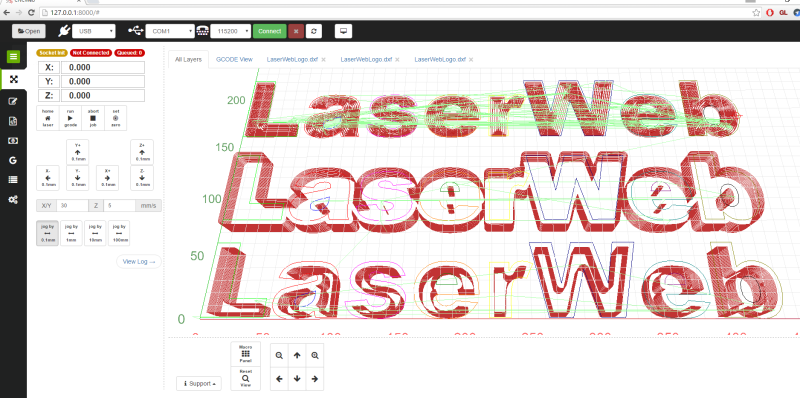 127.0.0.1:8000/#
Open
USB
COM1
115200
Connect
Socket Init
Not Connected
Queued: 0
X: 0.000
Y: 0.000
Z: 0.000
home laser
run gcode
abort job
set zero
Y+ 0.1mm
Z+ 0.1mm
X- 0.1mm
Y- 0.1mm
X+ 0.1mm
Z- 0.1mm
X/Y 30 Z 5 mm/s
jog by 0.1mm
jog by 1mm
jog by 10mm
jog by 100mm
View Log
All Layers
GCODE View
LaserWebLogo.dxf
LaserWebLogo.dxf
LaserWebLogo.dxf
200
LaserWeb
150
LaserWeb
100
50
LaserWeb
0
Macro Panel
Reset View
Support
G
GL